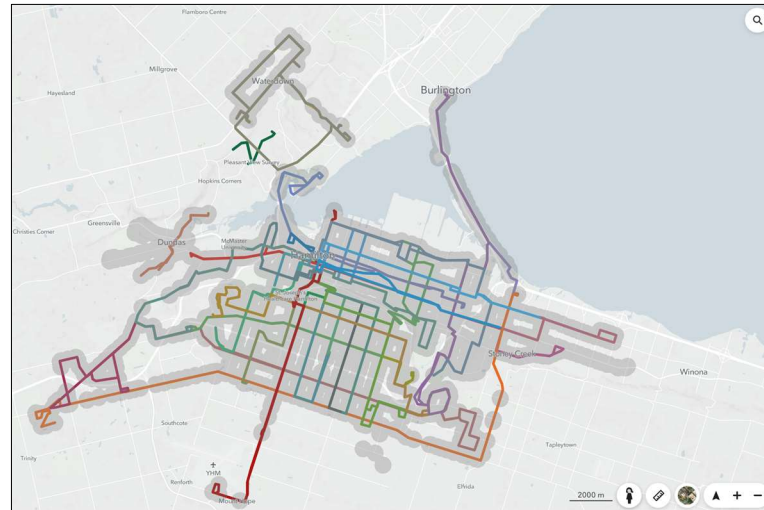 Flamboro Centre
Millgrove
Waterdown
Hayesland
Burlington
Pleasant View Survey
Hopkins Corners
Greensville
Christies Corner
Dundas
McMaster
University
Hamilton
Stoney Creek
Winona
Southcote
Tapleytown
Trinity
YHM
Renforth
Elfrida
Mount Hope
2000 m